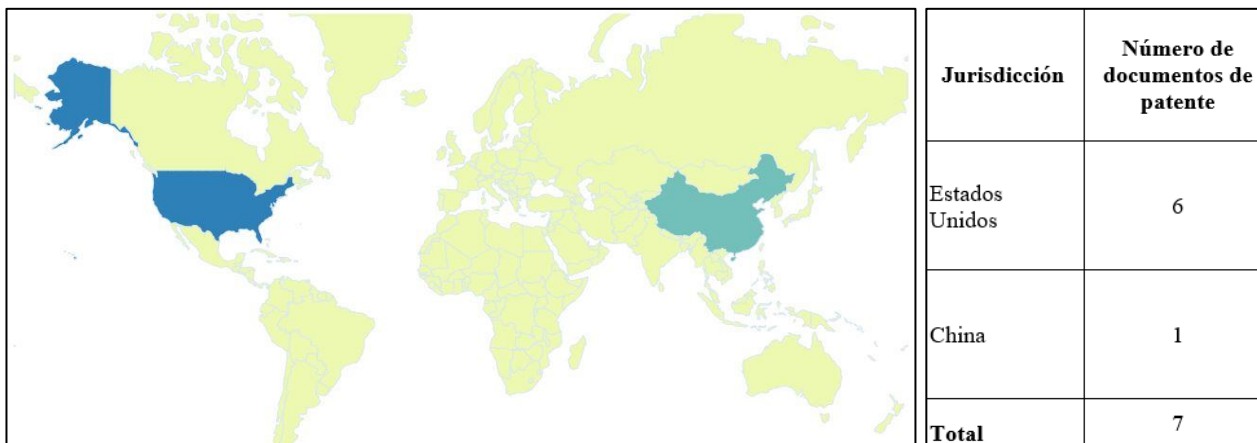 Jurisdicción
Número de
documentos de
patente
Estados
Unidos
6
China
1
Total
7